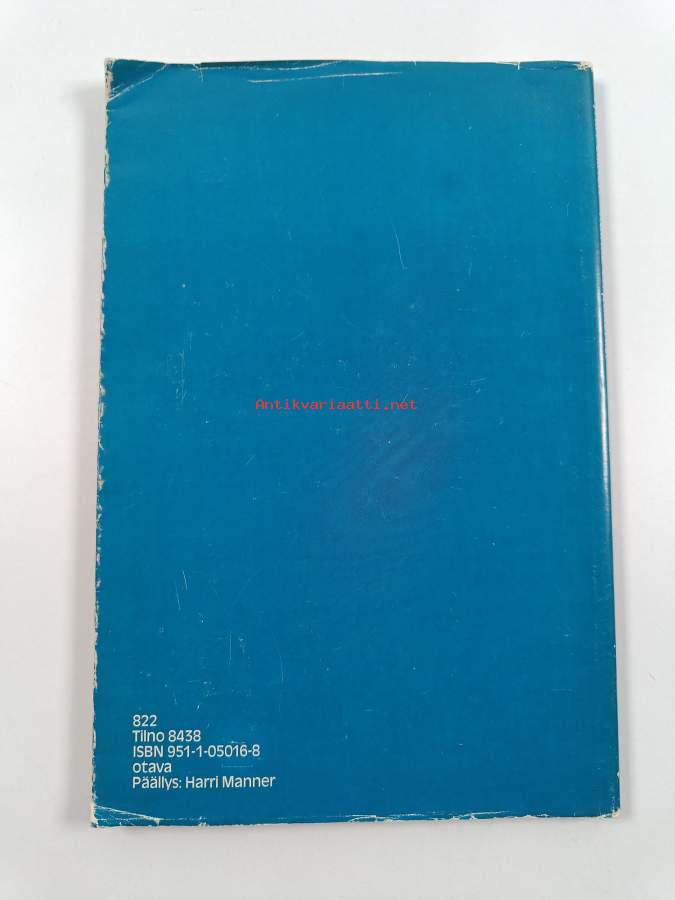 Antikvariaatti.net
822
Tilno 8438
ISBN 951-1-05016-8
otava
Päällys: Harri Manner